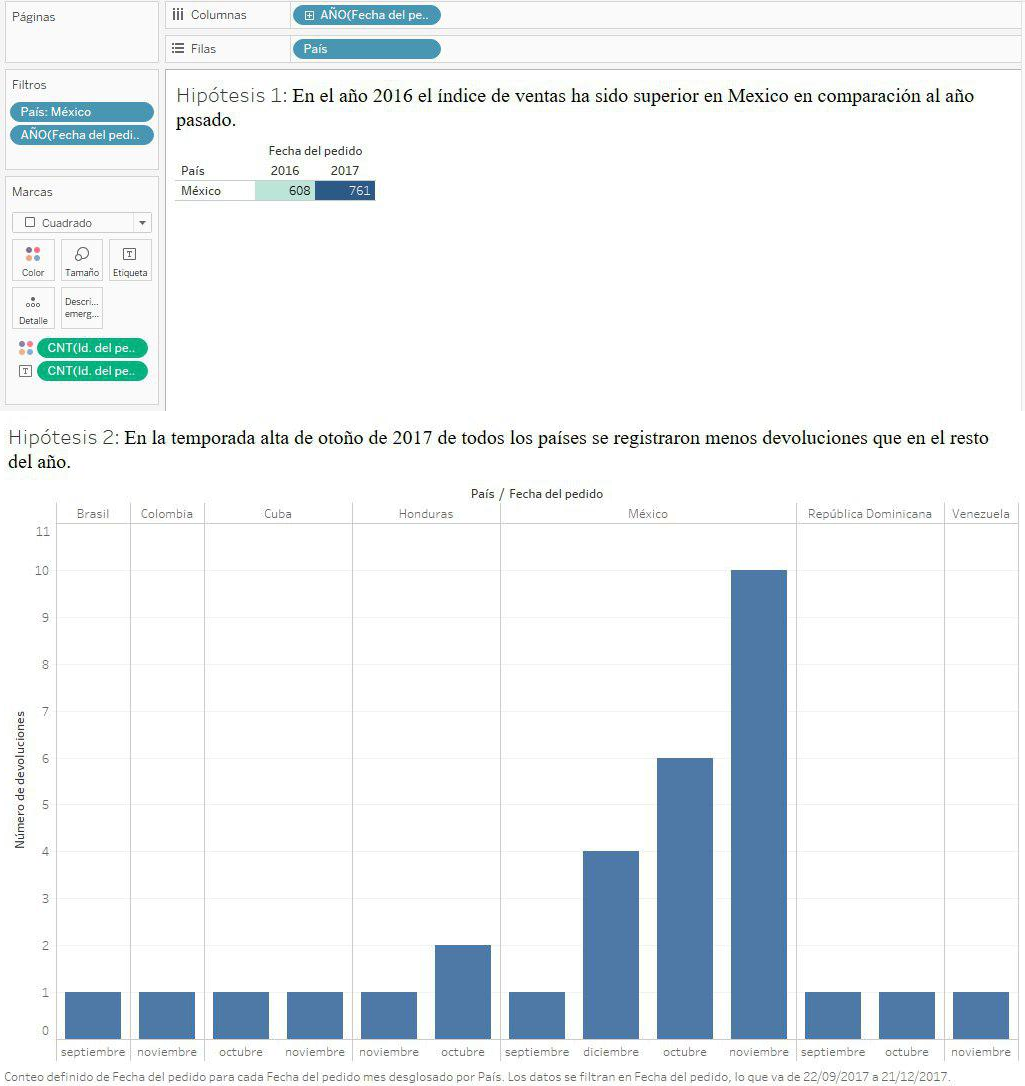 Páginas
Columnas
AÑO(Fecha del pe..
Filas
País
Filtros
País: México
AÑO(Fecha del pedi..
Marcas
Cuadrado
Color
Tamaño
Etiqueta
Detalle
Descri...
emerg...
CNT(Id. del pe..
CNT(Id. del pe..
Hipótesis 1: En el año 2016 el índice de ventas ha sido superior en Mexico en comparación al año
pasado.
Fecha del pedido
País 2016 2017
México 608 761
Hipótesis 2: En la temporada alta de otoño de 2017 de todos los países se registraron menos devoluciones que en el resto
del año.
País / Fecha del pedido
Brasil Colombia Cuba Honduras México República Dominicana Venezuela
Número de devoluciones
11
10
9
8
7
6
5
4
3
2
1
0
septiembre noviembre octubre noviembre noviembre octubre septiembre diciembre octubre noviembre septiembre octubre noviembre
Conteo definido de Fecha del pedido para cada Fecha del pedido mes desglosado por País. Los datos se filtran en Fecha del pedido, lo que va de 22/09/2017 a 21/12/2017.